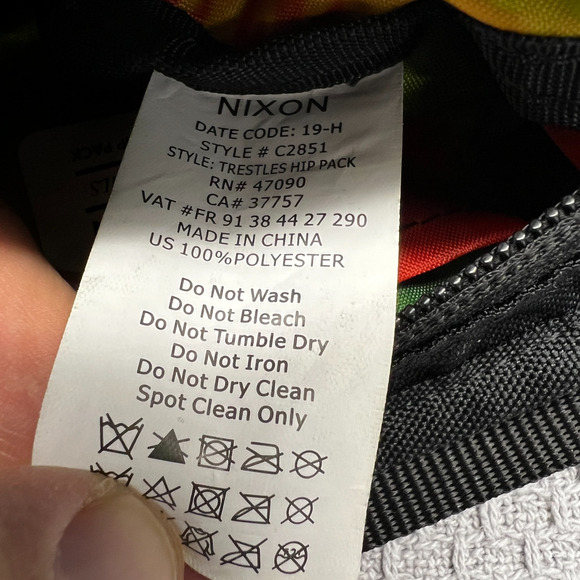 NIXON
DATE CODE: 19-H
STYLE # C2851
STYLE: TRESTLES HIP PACK
RN# 47090
CA# 37757
VAT #FR 91 38 44 27 290
MADE IN CHINA
US 100%POLYESTER
Do Not Wash
Do Not Bleach
Do Not Tumble Dry
Do Not Iron
Do Not Dry Clean
Spot Clean Only